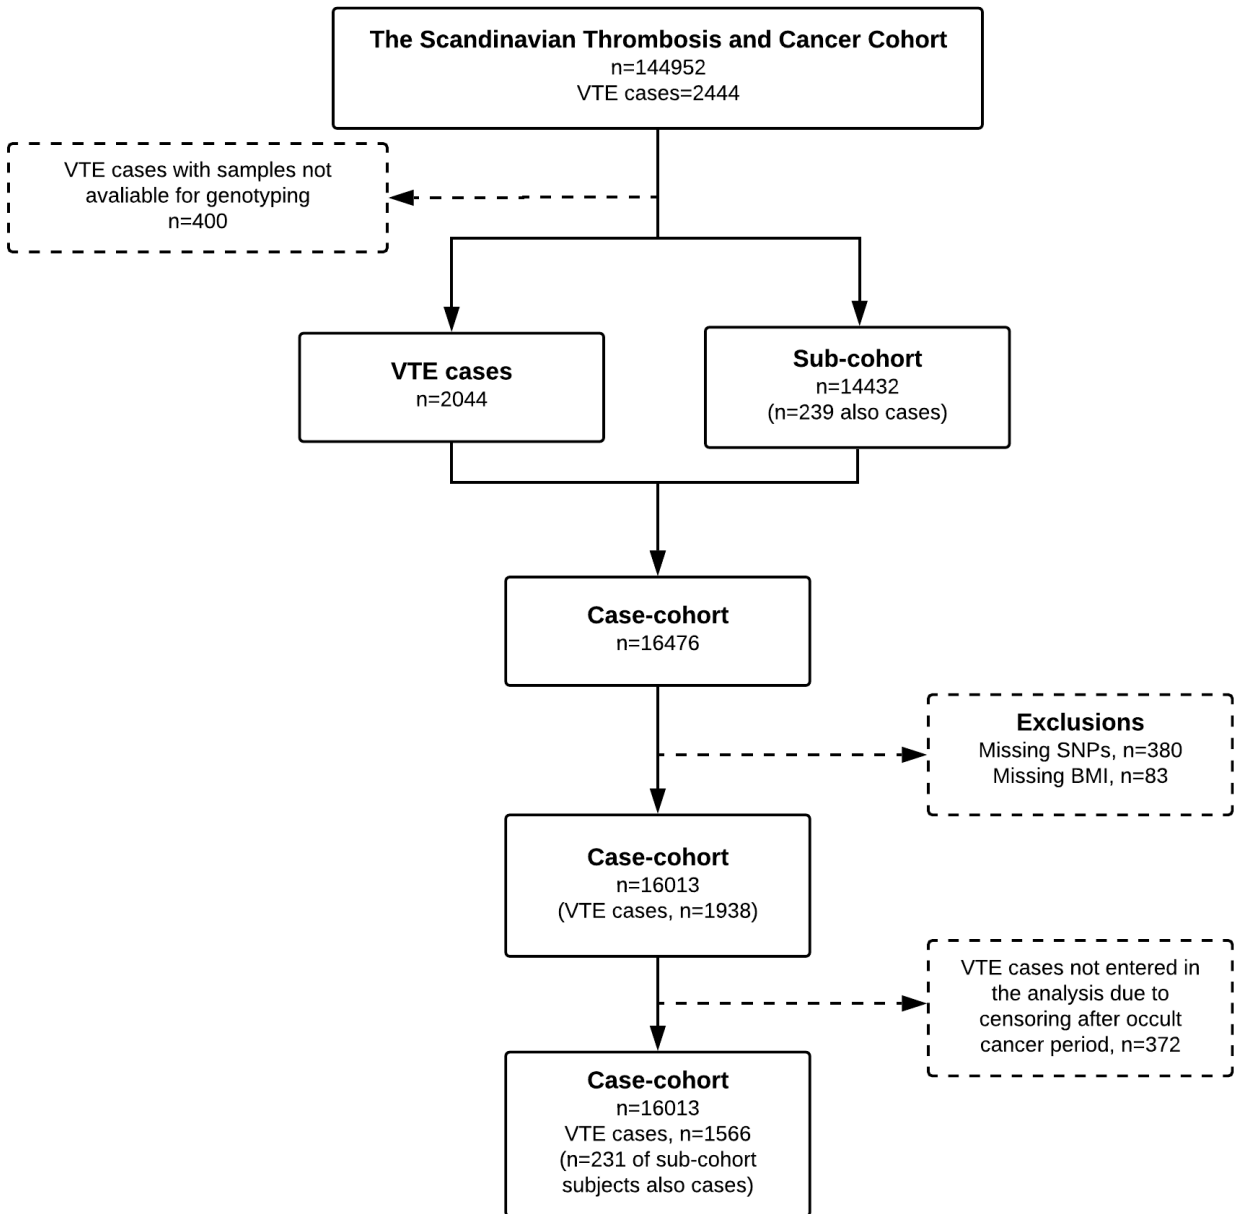 The Scandinavian Thrombosis and Cancer Cohort
n=144952
VTE cases=2444
VTE cases with samples not
avaliable for genotyping
n=400
VTE cases
n=2044
Sub-cohort
n=14432
(n=239 also cases)
Case-cohort
n=16476
Exclusions
Missing SNPs, n=380
Missing BMI, n=83
Case-cohort
n=16013
(VTE cases, n=1938)
VTE cases not entered in
the analysis due to
censoring after occult
cancer period, n=372
Case-cohort
n=16013
VTE cases, n=1566
(n=231 of sub-cohort
subjects also cases)